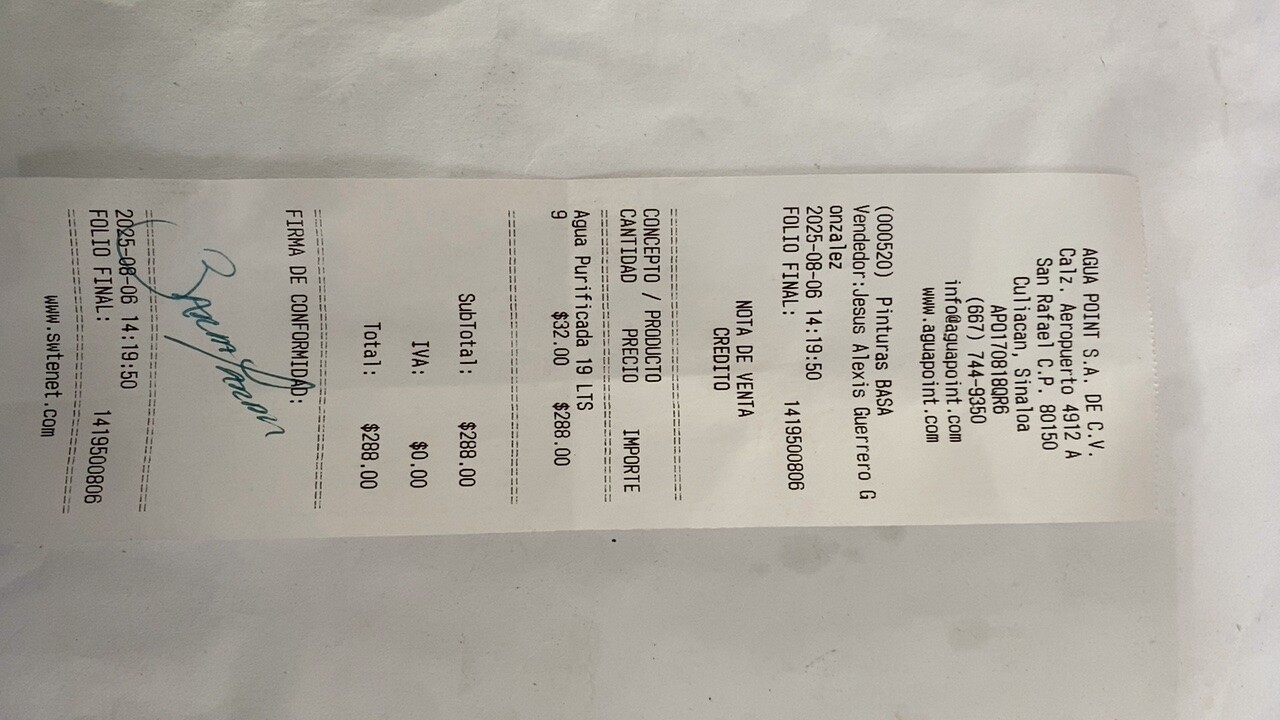 AGUA POINT S.A. DE C.V.
Calz. Aeropuerto 4912 A
San Rafael C.P. 80150
Culiacan, Sinaloa
APO170818QR6
(667) 744-9350
info@aguapoint.com
www.aguapoint.com
(000520) Pinturas BASA
Vendedor:Jesus Alexis Guerrero G
onzalez
2025-08-06 14:19:50
FOLIO FINAL: 1419500806
NOTA DE VENTA
CREDITO
CONCEPTO / PRODUCTO
CANTIDAD PRECIO IMPORTE
Agua Purificada 19 LTS
9 $32.00 $288.00
SubTotal: $288.00
IVA: $0.00
Total: $288.00
FIRMA DE CONFORMIDAD:
2025-08-06 14:19:50
FOLIO FINAL: 1419500806
www.swtenet.com